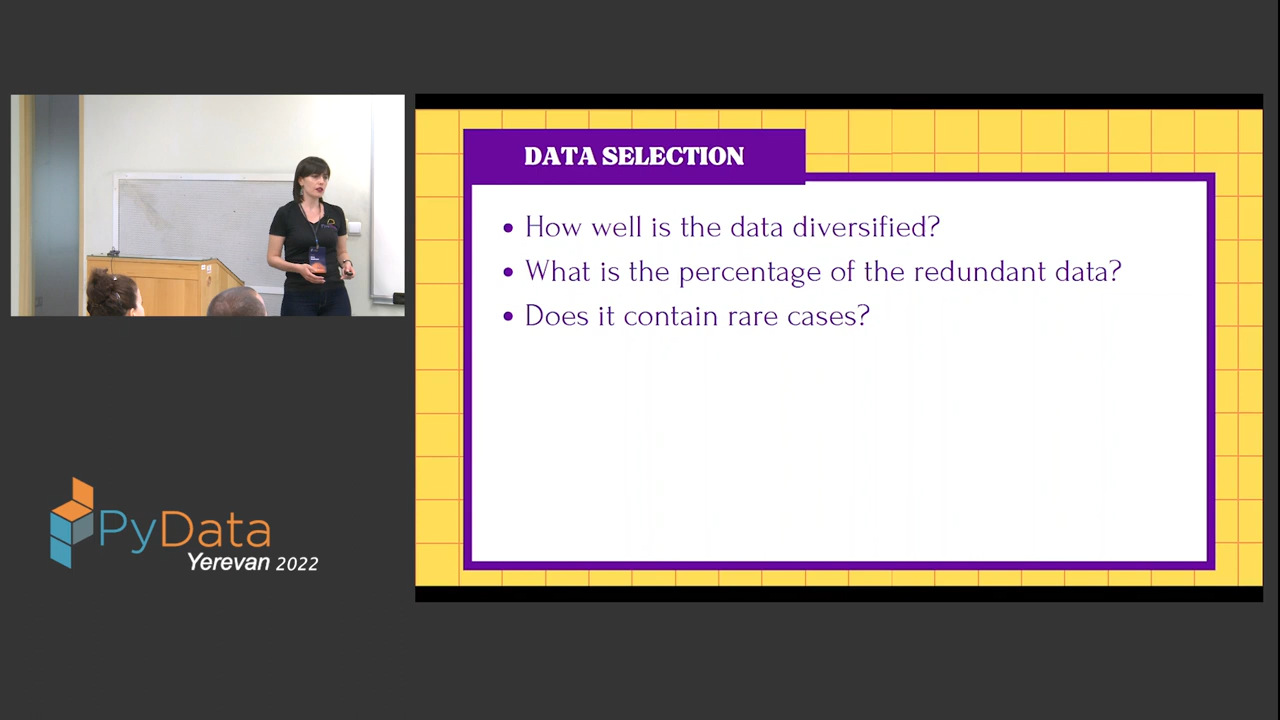 DATA SELECTION
• How well is the data diversified?
• What is the percentage of the redundant data?
• Does it contain rare cases?
PyData
Yerevan 2022